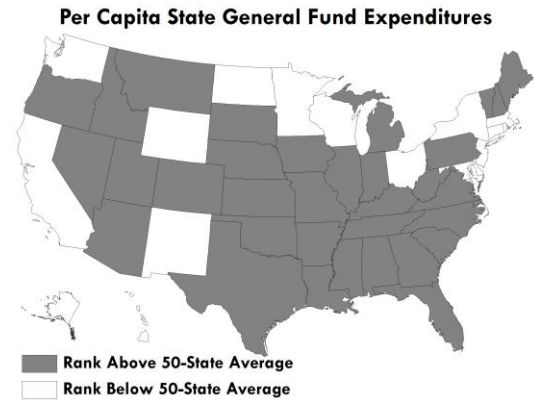 Per Capita State General Fund Expenditures
Rank Above 50-State Average
Rank Below 50-State Average